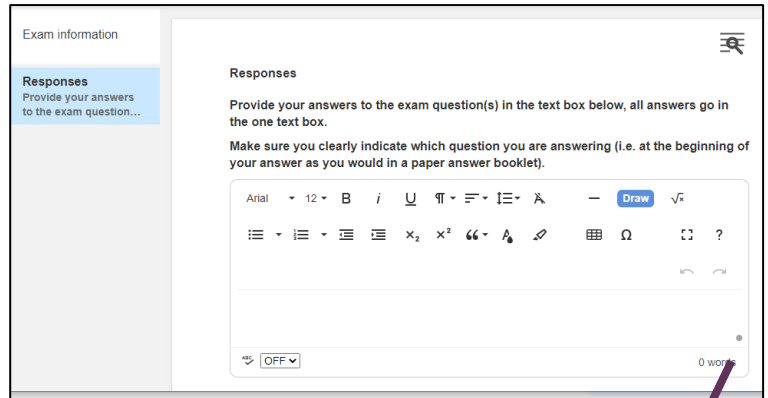 Exam information
Responses
Provide your answers
to the exam question…
Responses
Provide your answers to the exam question(s) in the text box below, all answers go in
the one text box.
Make sure you clearly indicate which question you are answering (i.e. at the beginning of
your answer as you would in a paper answer booklet).
Arial 12 B i U ¶ A Draw √x
x₂ x² “ A Ω ?
ABC OFF 0 words